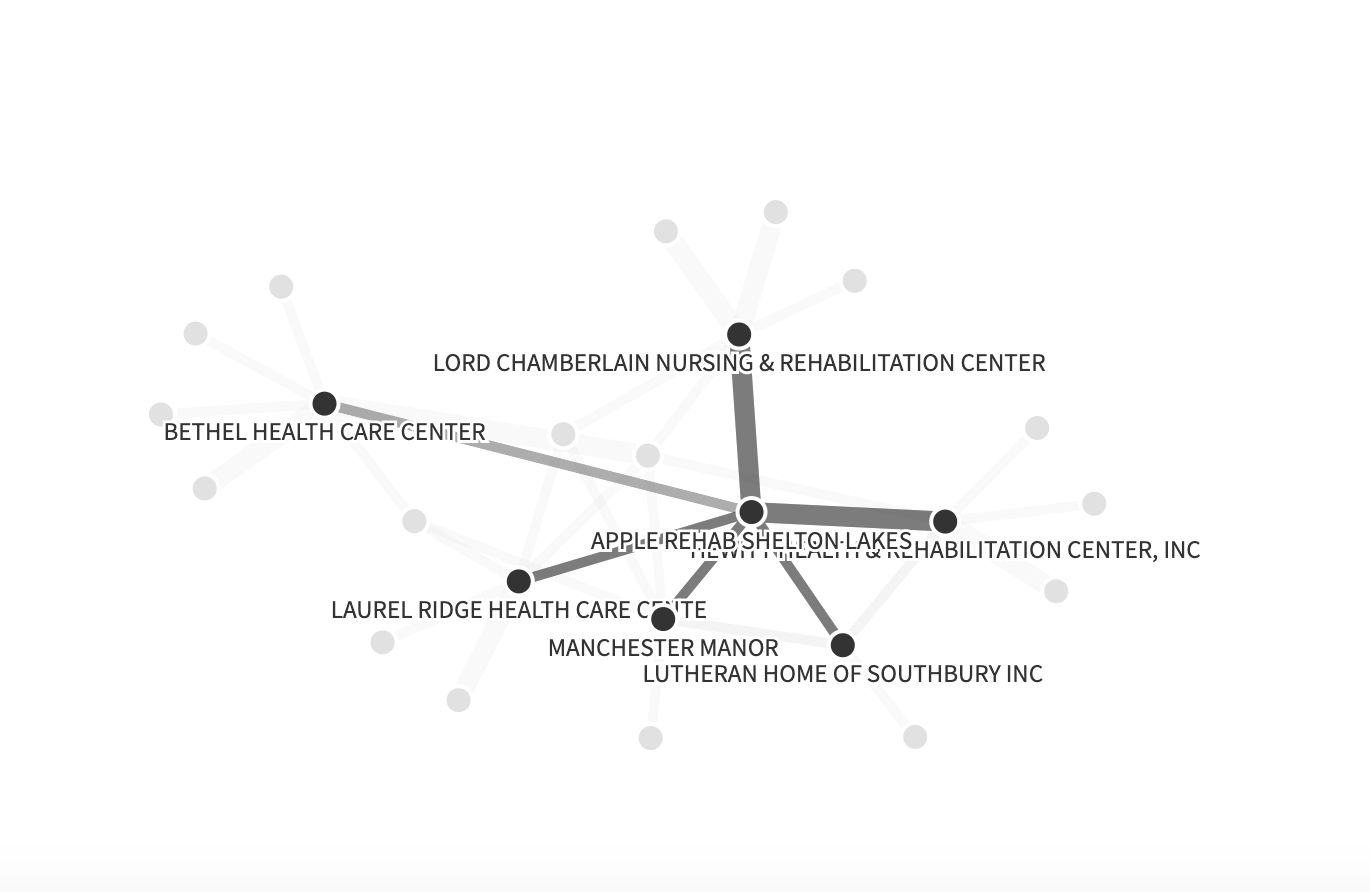 LORD CHAMBERLAIN NURSING & REHABILITATION CENTER
BETHEL HEALTH CARE CENTER
APPLE REHAB SHELTON LAKES
HEWITT HEALTH & REHABILITATION CENTER, INC
LAUREL RIDGE HEALTH CARE CENTE
MANCHESTER MANOR
LUTHERAN HOME OF SOUTHBURY INC